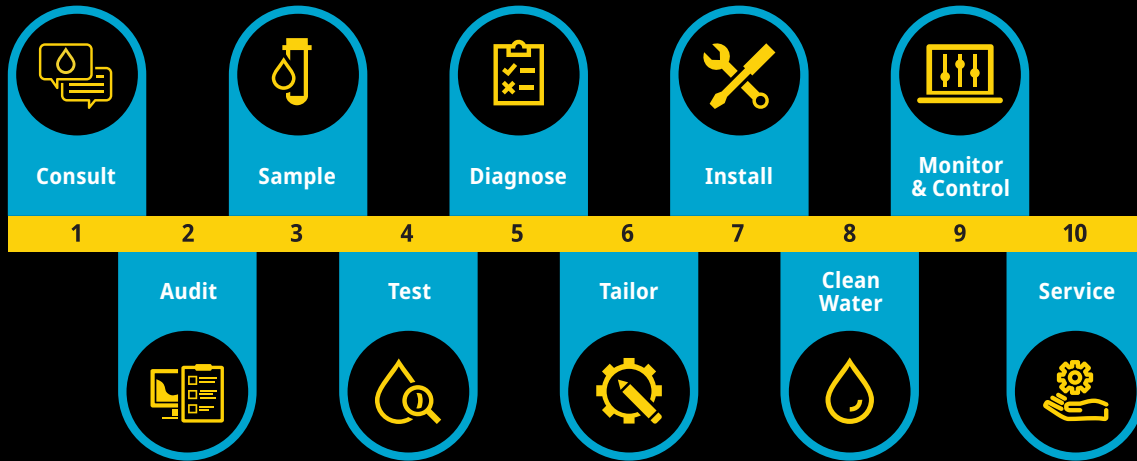 Consult
Sample
Diagnose
Install
Monitor
& Control
1 2 3 4 5 6 7 8 9 10
Audit
Test
Tailor
Clean
Water
Service